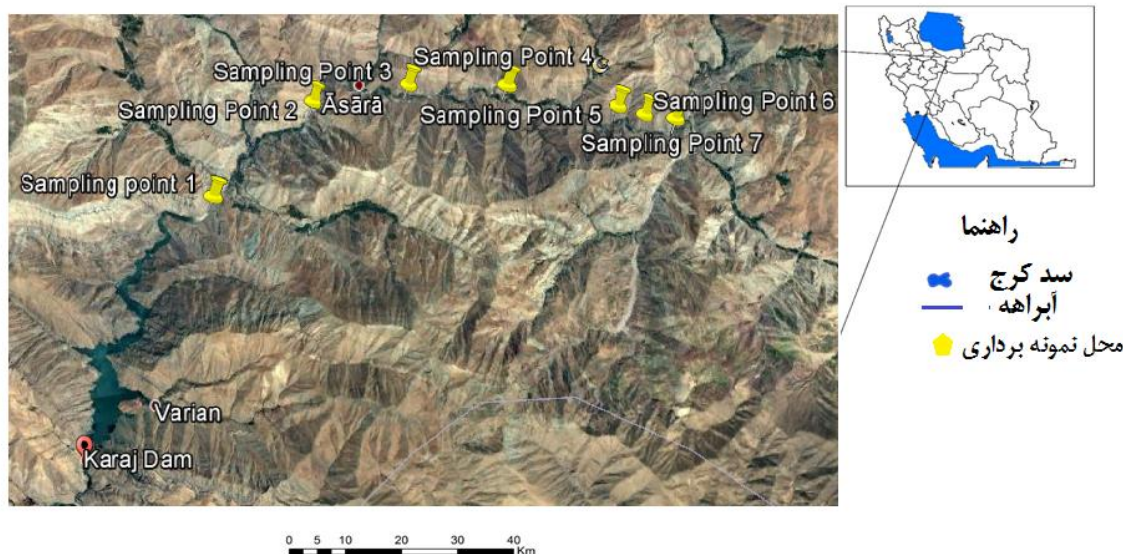 Sampling Point 4
Sampling Point 3
Āsārā
Sampling Point 2
Sampling Point 5
Sampling Point 6
Sampling Point 7
Sampling point 1
Varian
Karaj Dam
0 5 10 20 30 40
Km
راهنما
سد کرج
آبراهه
محل نمونه برداری